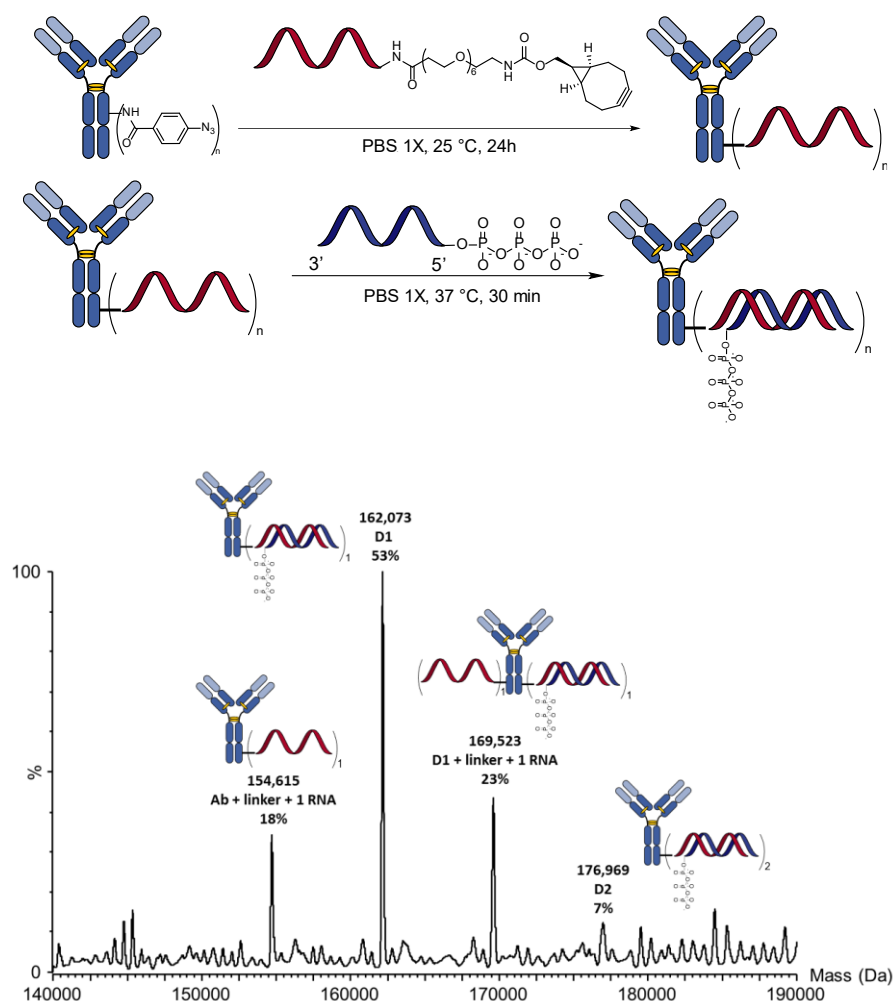 NH
O
N3
n
H
N
O
O
6
N
H
O
O
H
H
PBS 1X, 25 °C, 24h
n
n
3’
5’
O
O
P
O-
O
O
P
O-
O
O
P
O-
O-
PBS 1X, 37 °C, 30 min
n
O
O P O-
O
O P O-
O
O P O-
O-
162,073
D1
53%
1
100
169,523
D1 + linker + 1 RNA
23%
1
1
154,615
Ab + linker + 1 RNA
18%
1
%
176,969
D2
7%
2
0
140000
150000
160000
170000
180000
190000
Mass (Da)